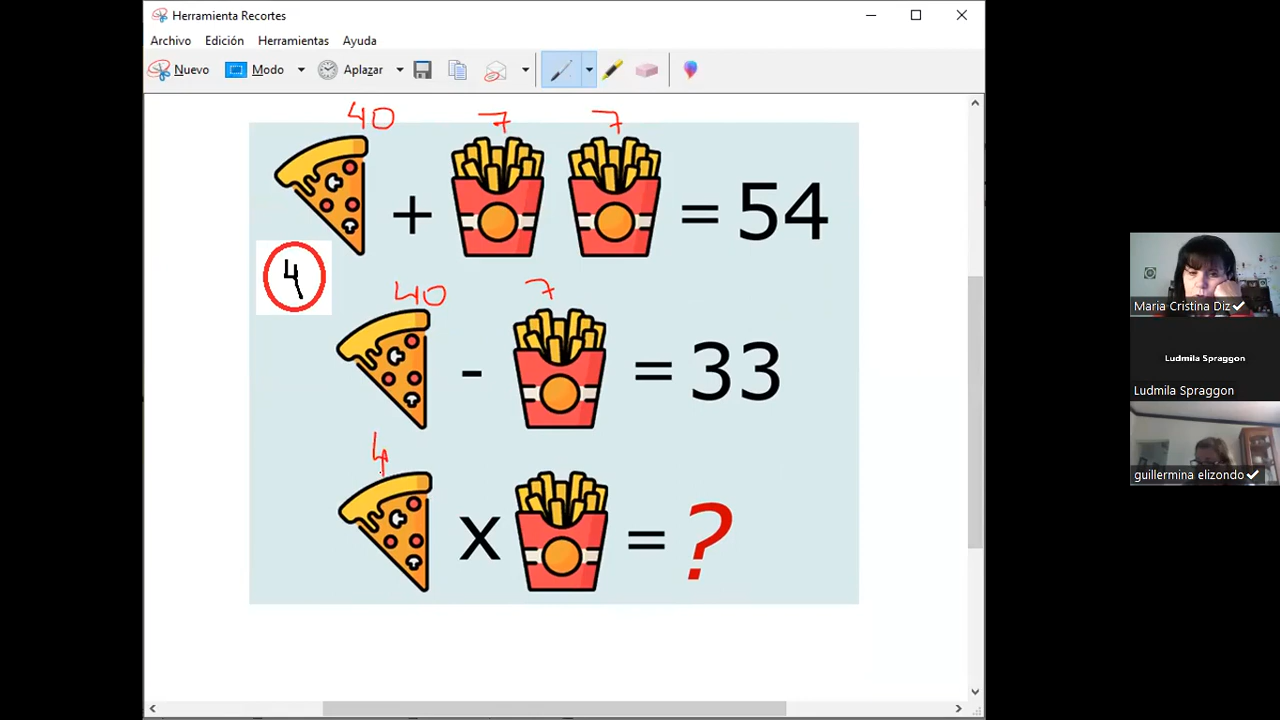 Herramienta Recortes
Archivo Edición Herramientas Ayuda
Nuevo Modo Aplazar
40 7 7
+ = 54
4
40 7
- = 33
4
x = ?
Maria Cristina Diz
Ludmila Spraggon
Ludmila Spraggon
guillermina elizondo